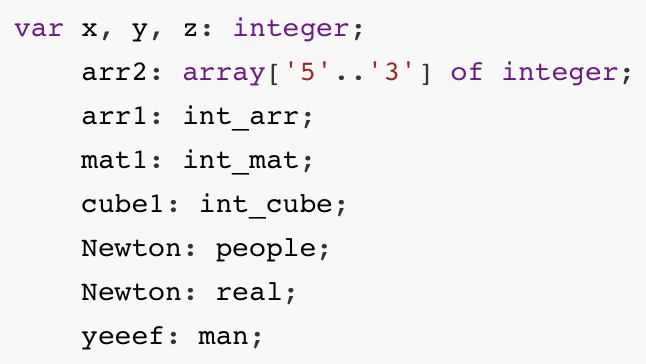 var x, y, z: integer;
arr2: array['5'..'3'] of integer;
arr1: int_arr;
mat1: int_mat;
cube1: int_cube;
Newton: people;
Newton: real;
yeeef: man;